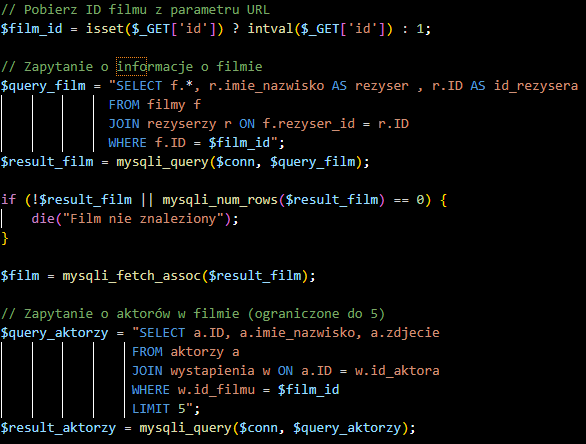 // Pobierz ID filmu z parametru URL
$film_id = isset($_GET['id']) ? intval($_GET['id']) : 1;
// Zapytanie o informacje o filmie
$query_film = "SELECT f.*, r.imie_nazwisko AS rezyser , r.ID AS id_rezysera
FROM filmy f
JOIN rezyserzy r ON f.rezyser_id = r.ID
WHERE f.ID = $film_id";
$result_film = mysqli_query($conn, $query_film);
if (!$result_film || mysqli_num_rows($result_film) == 0) {
die("Film nie znaleziony");
}
$film = mysqli_fetch_assoc($result_film);
// Zapytanie o aktorów w filmie (ograniczone do 5)
$query_aktorzy = "SELECT a.ID, a.imie_nazwisko, a.zdjecie
FROM aktorzy a
JOIN wystapienia w ON a.ID = w.id_aktora
WHERE w.id_filmu = $film_id
LIMIT 5";
$result_aktorzy = mysqli_query($conn, $query_aktorzy);